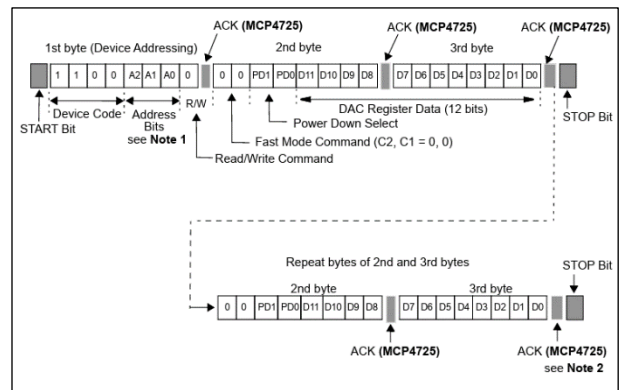 ACK (MCP4725) ACK (MCP4725) ACK (MCP4725)
1st byte (Device Addressing) 2nd byte 3rd byte
1 1 0 0 A2 A1 A0 0 0 0 PD1 PD0 D11 D10 D9 D8 D7 D6 D5 D4 D3 D2 D1 D0
R/W
Device Code Address Bits see Note 1 DAC Register Data (12 bits)
START Bit Power Down Select STOP Bit
Fast Mode Command (C2, C1 = 0, 0)
Read/Write Command
Repeat bytes of 2nd and 3rd bytes
STOP Bit
2nd byte 3rd byte
0 0 PD1 PD0 D11 D10 D9 D8 D7 D6 D5 D4 D3 D2 D1 D0
ACK (MCP4725) ACK (MCP4725)
see Note 2